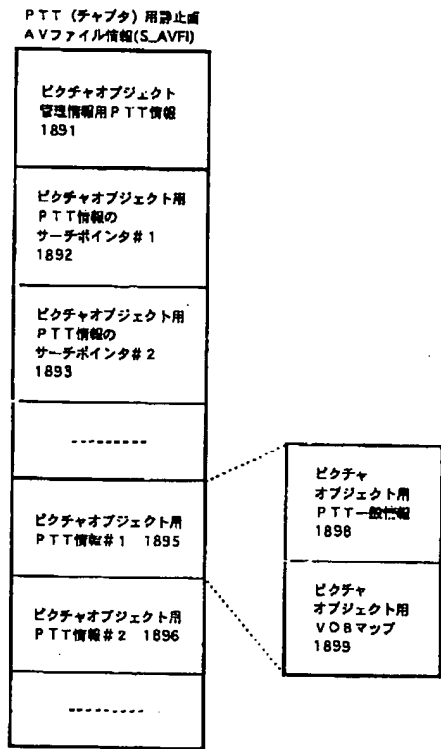 PTT（チャプタ）用静止画
AVファイル情報(S_AVFI)
ピクチャオブジェクト
管理情報用PTT情報
1891
ピクチャオブジェクト用
PTT情報の
サーチポインタ#1
1892
ピクチャオブジェクト用
PTT情報の
サーチポインタ#2
1893
---------
ピクチャオブジェクト用
PTT情報#1 1895
ピクチャオブジェクト用
PTT情報#2 1896
---------
ピクチャ
オブジェクト用
PTT一般情報
1898
ピクチャ
オブジェクト用
VOBマップ
1899